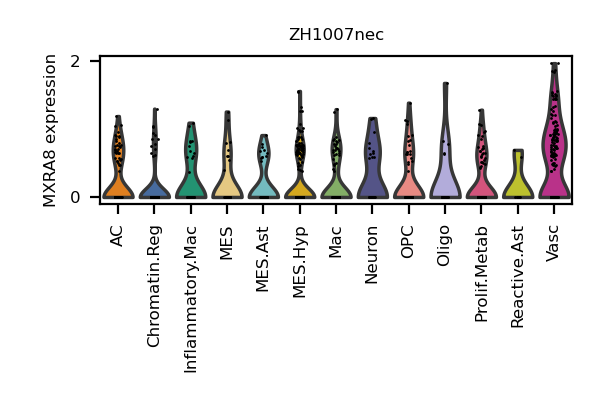 ZH1007nec
MXRA8 expression
2
0
AC
Chromatin.Reg
Inflammatory.Mac
MES
MES.Ast
MES.Hyp
Mac
Neuron
OPC
Oligo
Prolif.Metab
Reactive.Ast
Vasc